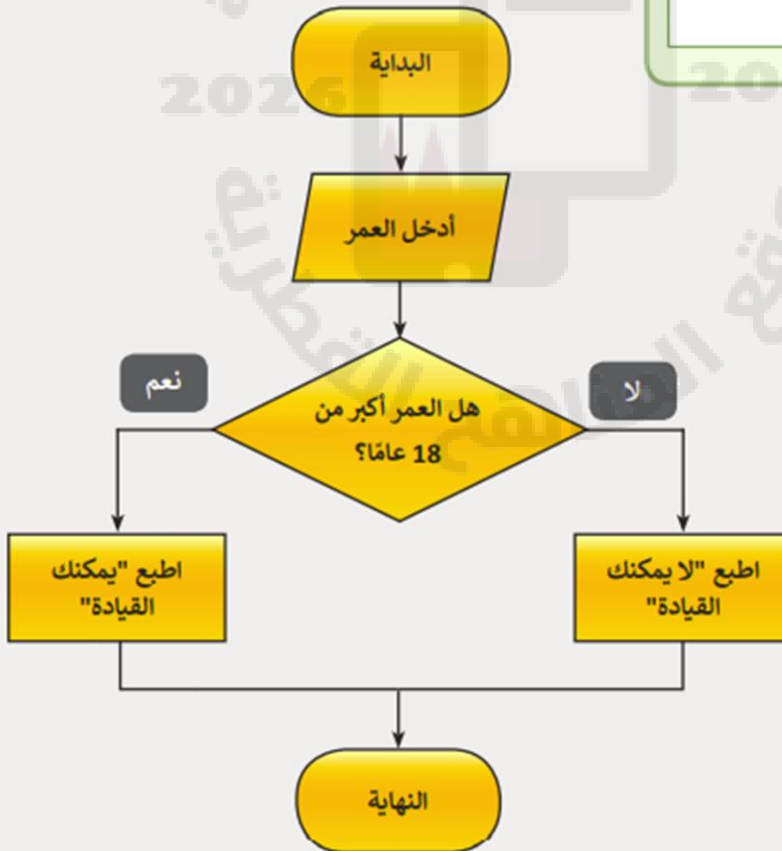 البداية
2026
أدخل العمر
هل العمر أكبر من
18 عامًا؟
نعم
لا
اطبع "يمكنك
القيادة"
اطبع "لا يمكنك
القيادة"
النهاية